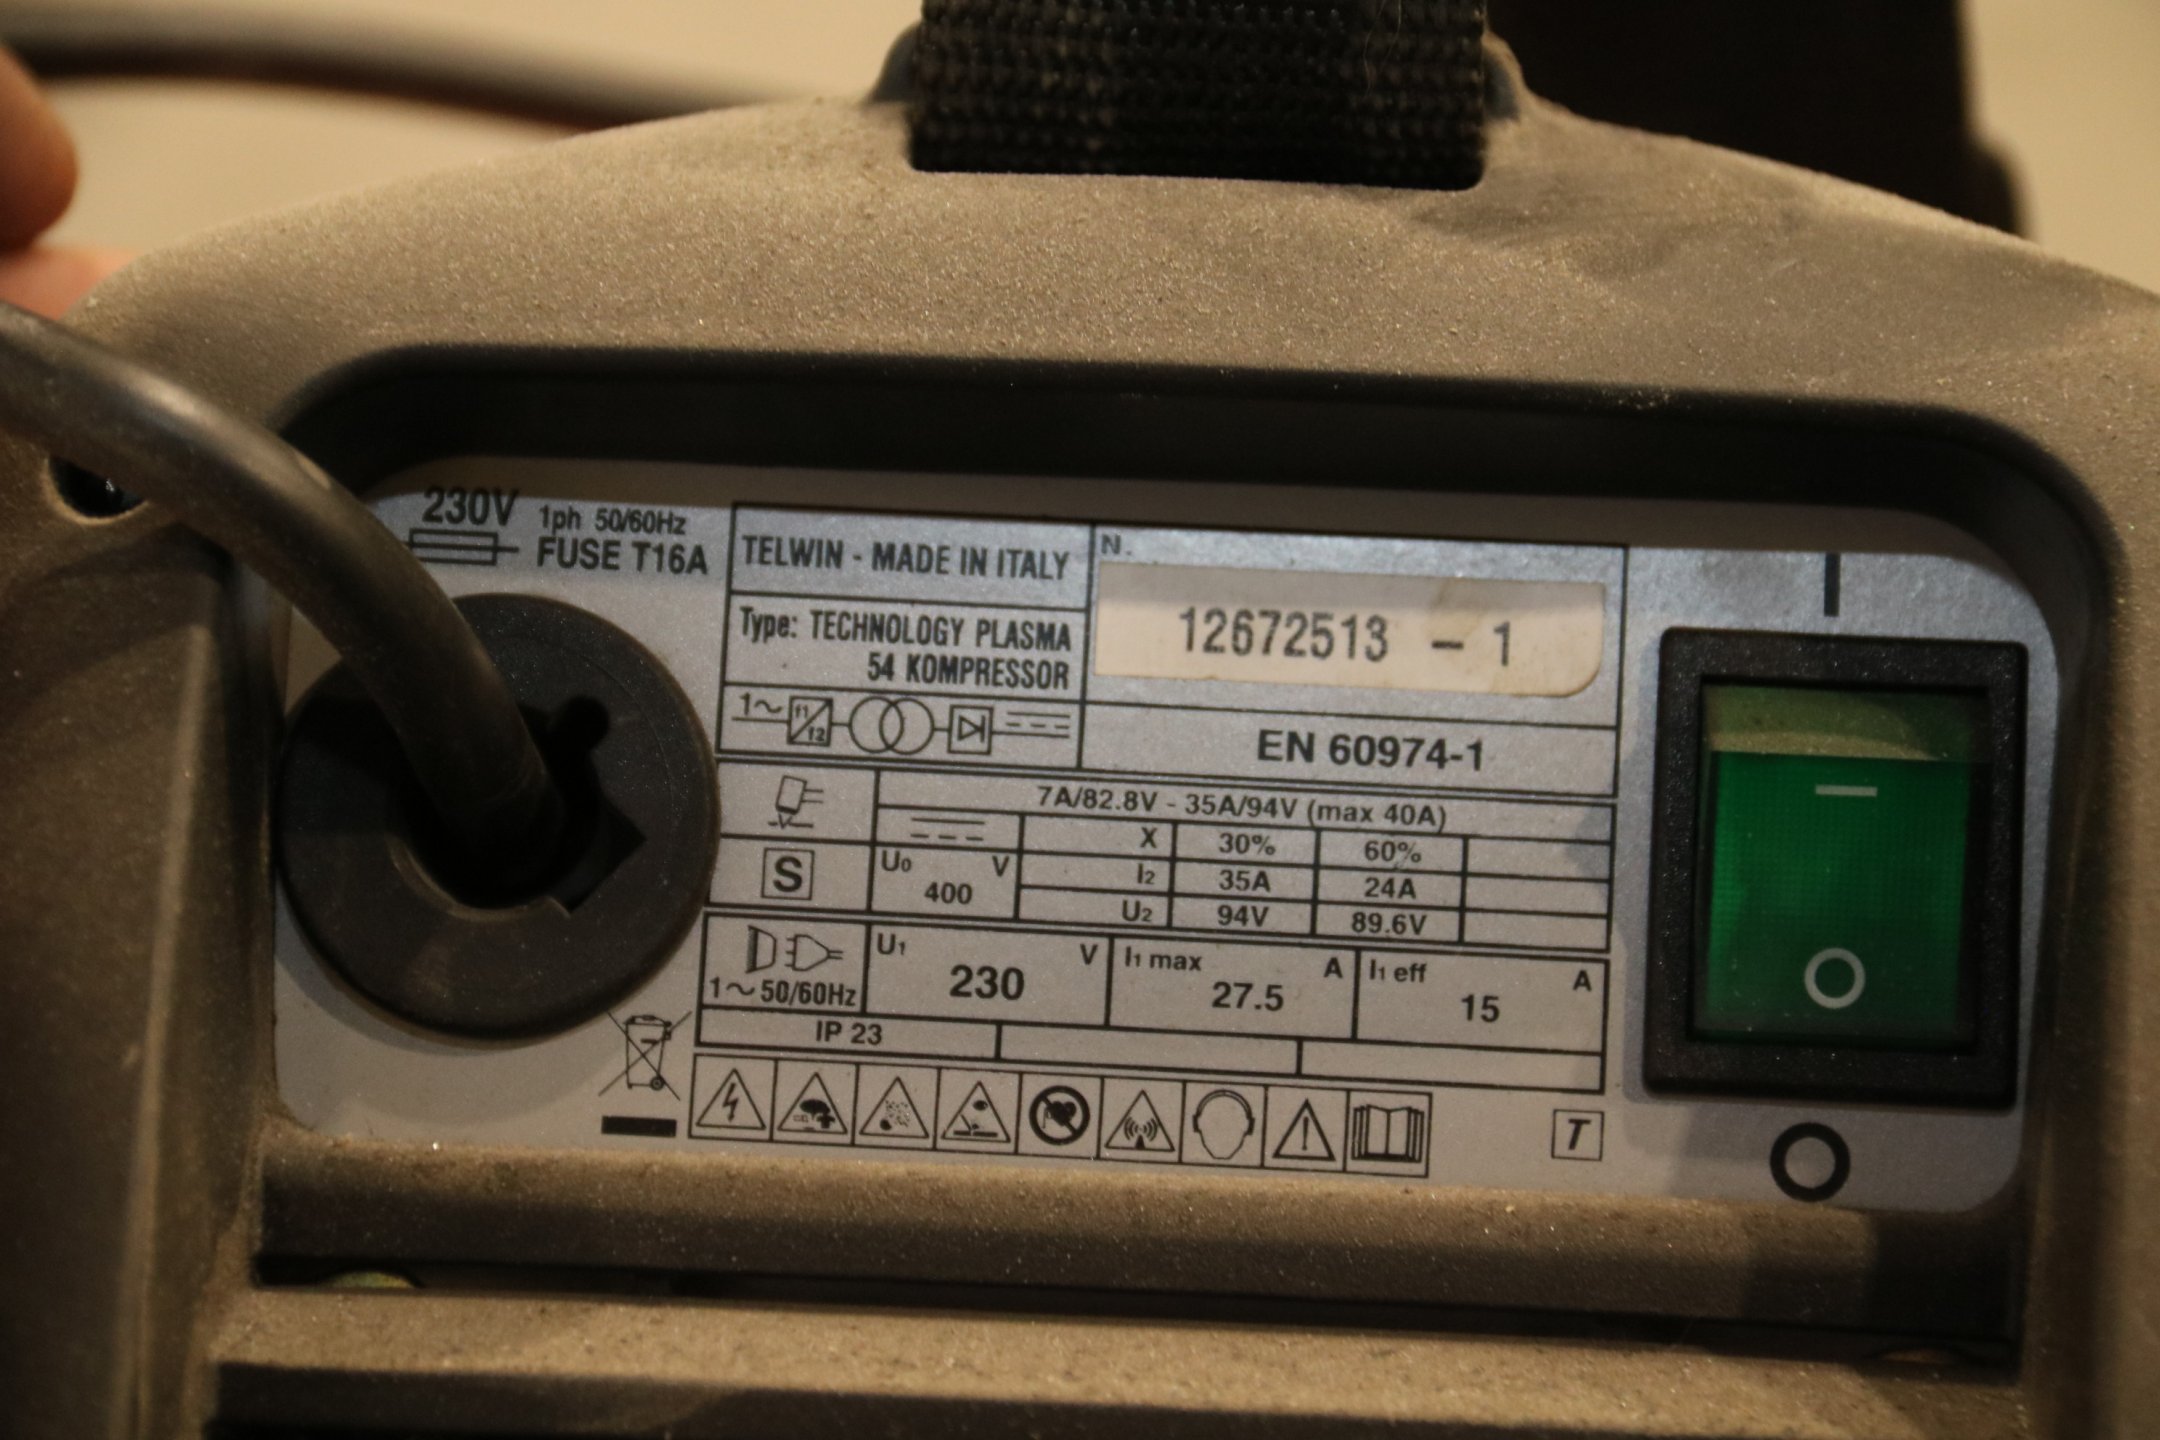 230V 1ph 50/60Hz
FUSE T16A
TELWIN - MADE IN ITALY
N.
12672513 - 1
Type: TECHNOLOGY PLASMA
54 KOMPRESSOR
1~ f1 f2
EN 60974-1
7A/82.8V - 35A/94V (max 40A)
X 30% 60%
S U0 V 400 I2 35A 24A
U2 94V 89.6V
1~ 50/60Hz U1 V 230 I1 max A 27.5 I1 eff A 15
IP 23
T